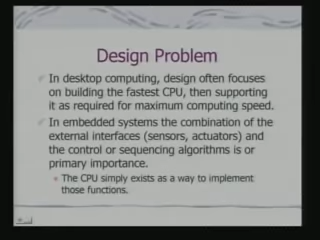 Design Problem
In desktop computing, design often focuses
on building the fastest CPU, then supporting
it as required for maximum computing speed.
In embedded systems the combination of the
external interfaces (sensors, actuators) and
the control or sequencing algorithms is or
primary importance.
The CPU simply exists as a way to implement
those functions.